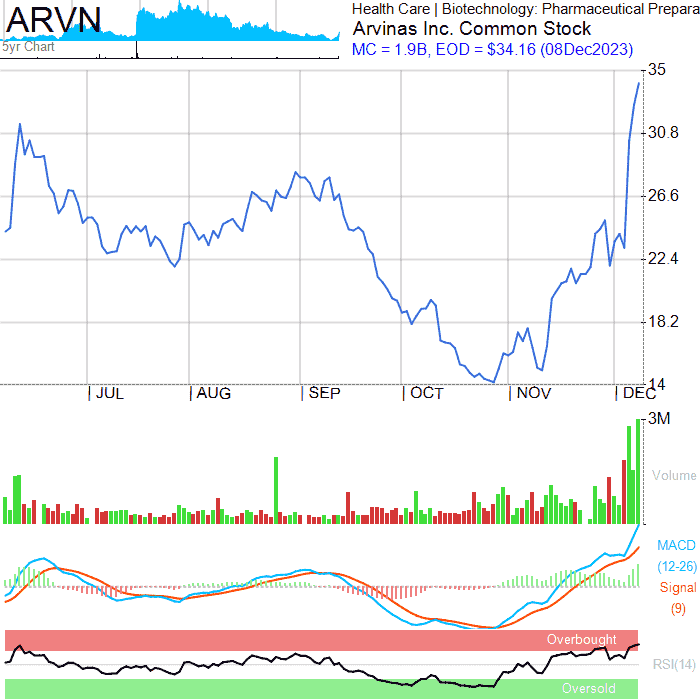 ARVN
5yr Chart
Health Care | Biotechnology: Pharmaceutical Prepara
Arvinas Inc. Common Stock
MC = 1.9B, EOD = $34.16 (08Dec2023)
35
30.8
26.6
22.4
18.2
14
JUL AUG SEP OCT NOV DEC
3M
Volume
MACD
(12-26)
Signal
(9)
Overbought
RSI(14)
Oversold